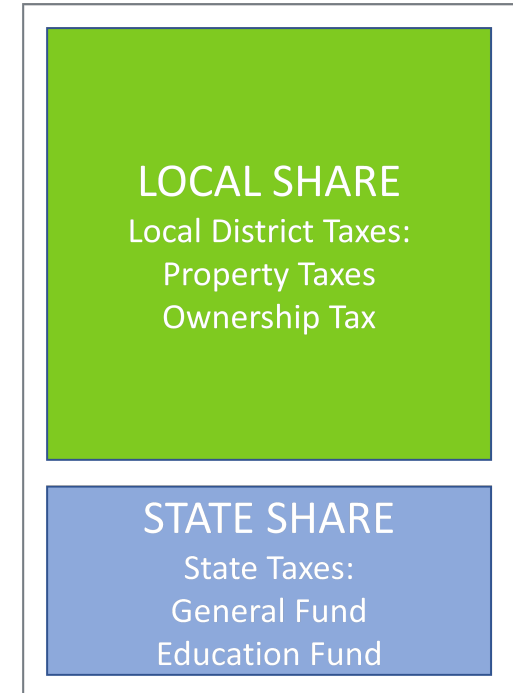 LOCAL SHARE
Local District Taxes:
Property Taxes
Ownership Tax
STATE SHARE
State Taxes:
General Fund
Education Fund